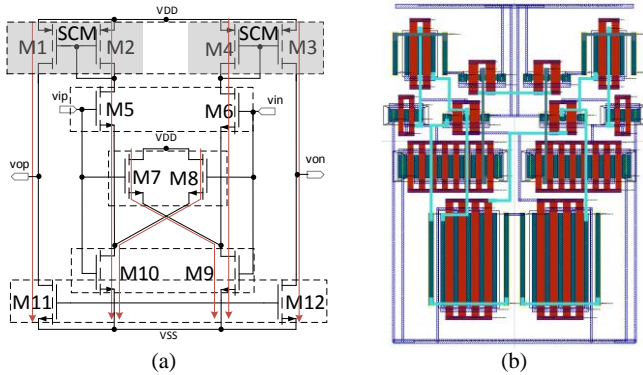 VDD
M1 SCM M2 M4 SCM M3
vip M5 M6 vin
VDD
vop M7 M8 von
M10 M9
M11 M12
VSS
(a) (b)